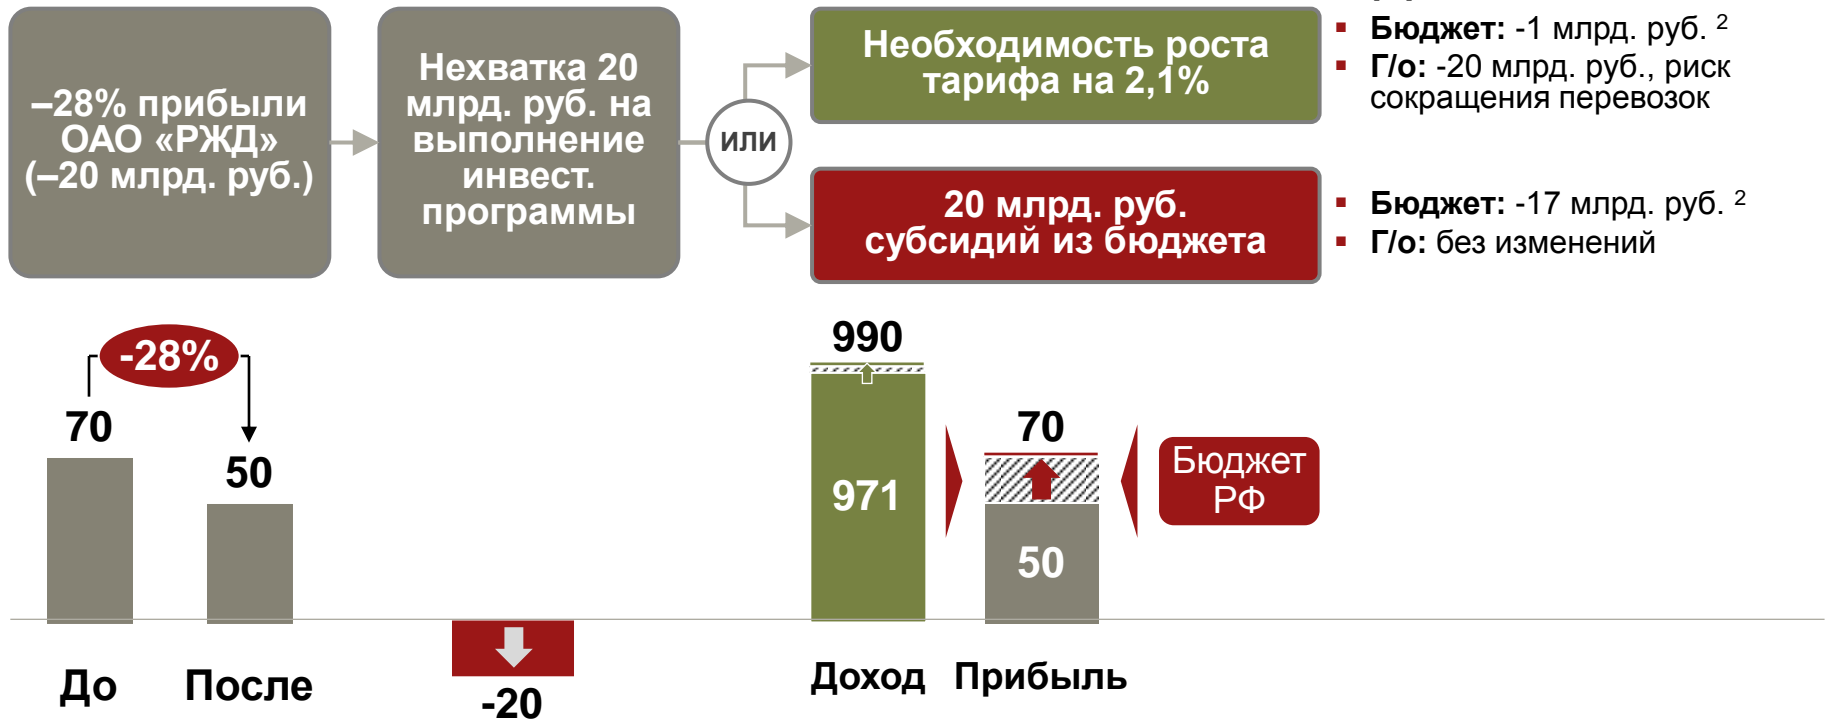 –28% прибыли
ОАО «РЖД»
(–20 млрд. руб.)
Нехватка 20
млрд. руб. на
выполнение
инвест.
программы
ИЛИ
Необходимость роста
тарифа на 2,1%
20 млрд. руб.
субсидий из бюджета
Бюджет: -1 млрд. руб. 2
Г/о: -20 млрд. руб., риск
сокращения перевозок
Бюджет: -17 млрд. руб. 2
Г/о: без изменений
-28%
70
50
До
После
-20
990
971
70
50
Бюджет
РФ
Доход
Прибыль